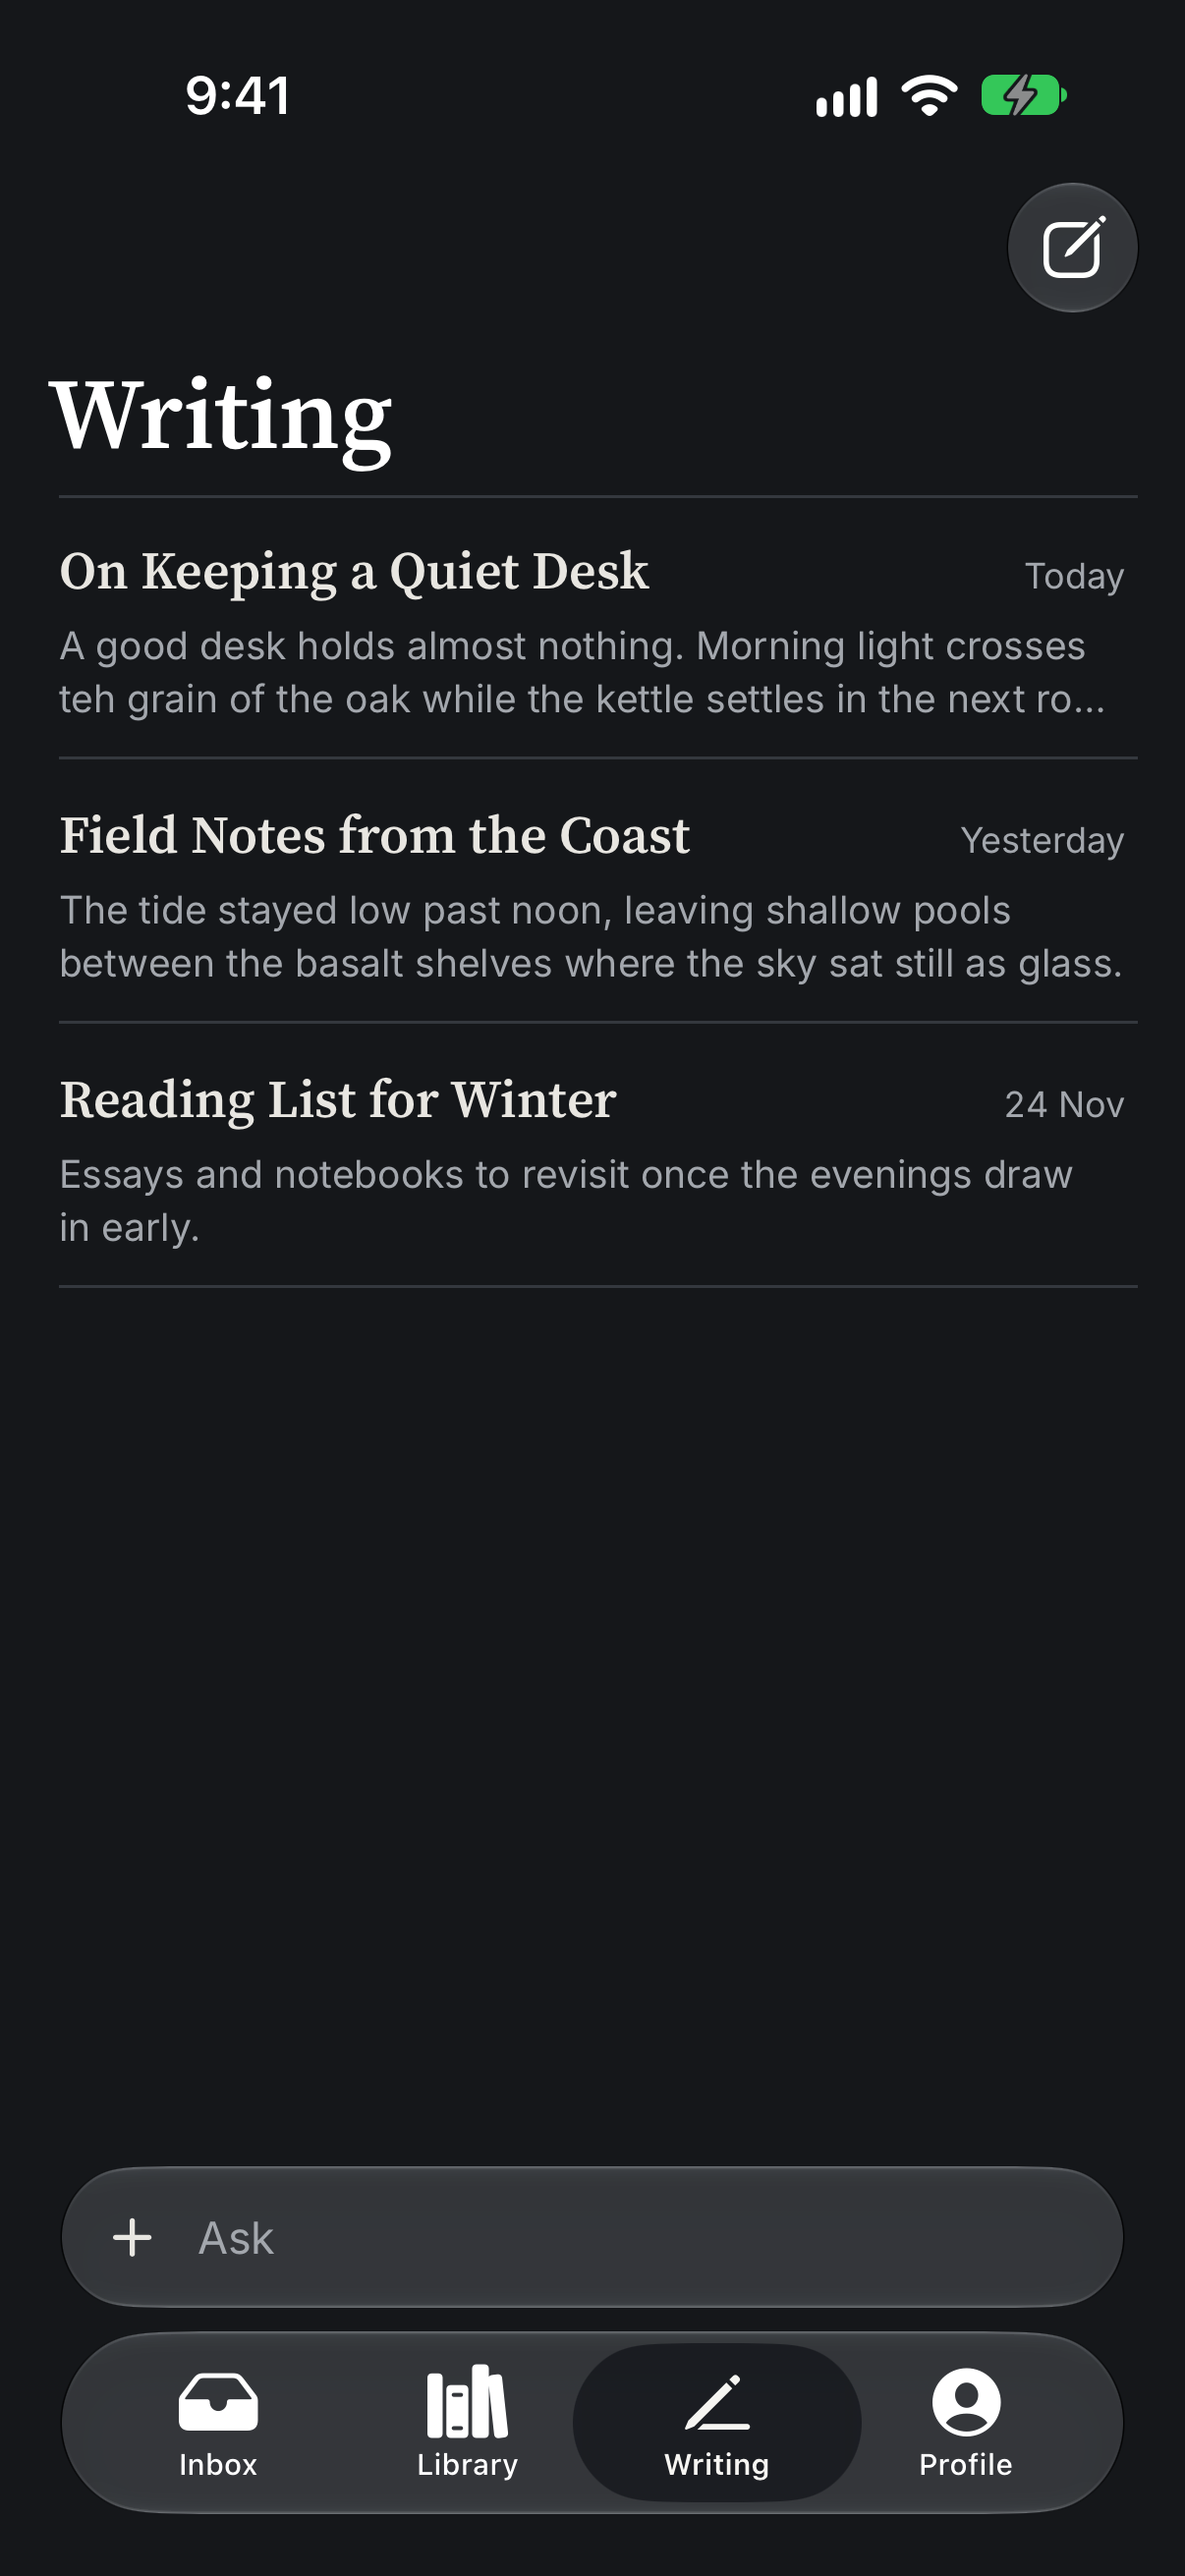 9:41
Writing
On Keeping a Quiet Desk
Today
A good desk holds almost nothing. Morning light crosses
teh grain of the oak while the kettle settles in the next ro...
Field Notes from the Coast
Yesterday
The tide stayed low past noon, leaving shallow pools
between the basalt shelves where the sky sat still as glass.
Reading List for Winter
24 Nov
Essays and notebooks to revisit once the evenings draw
in early.
Ask
Inbox
Library
Writing
Profile